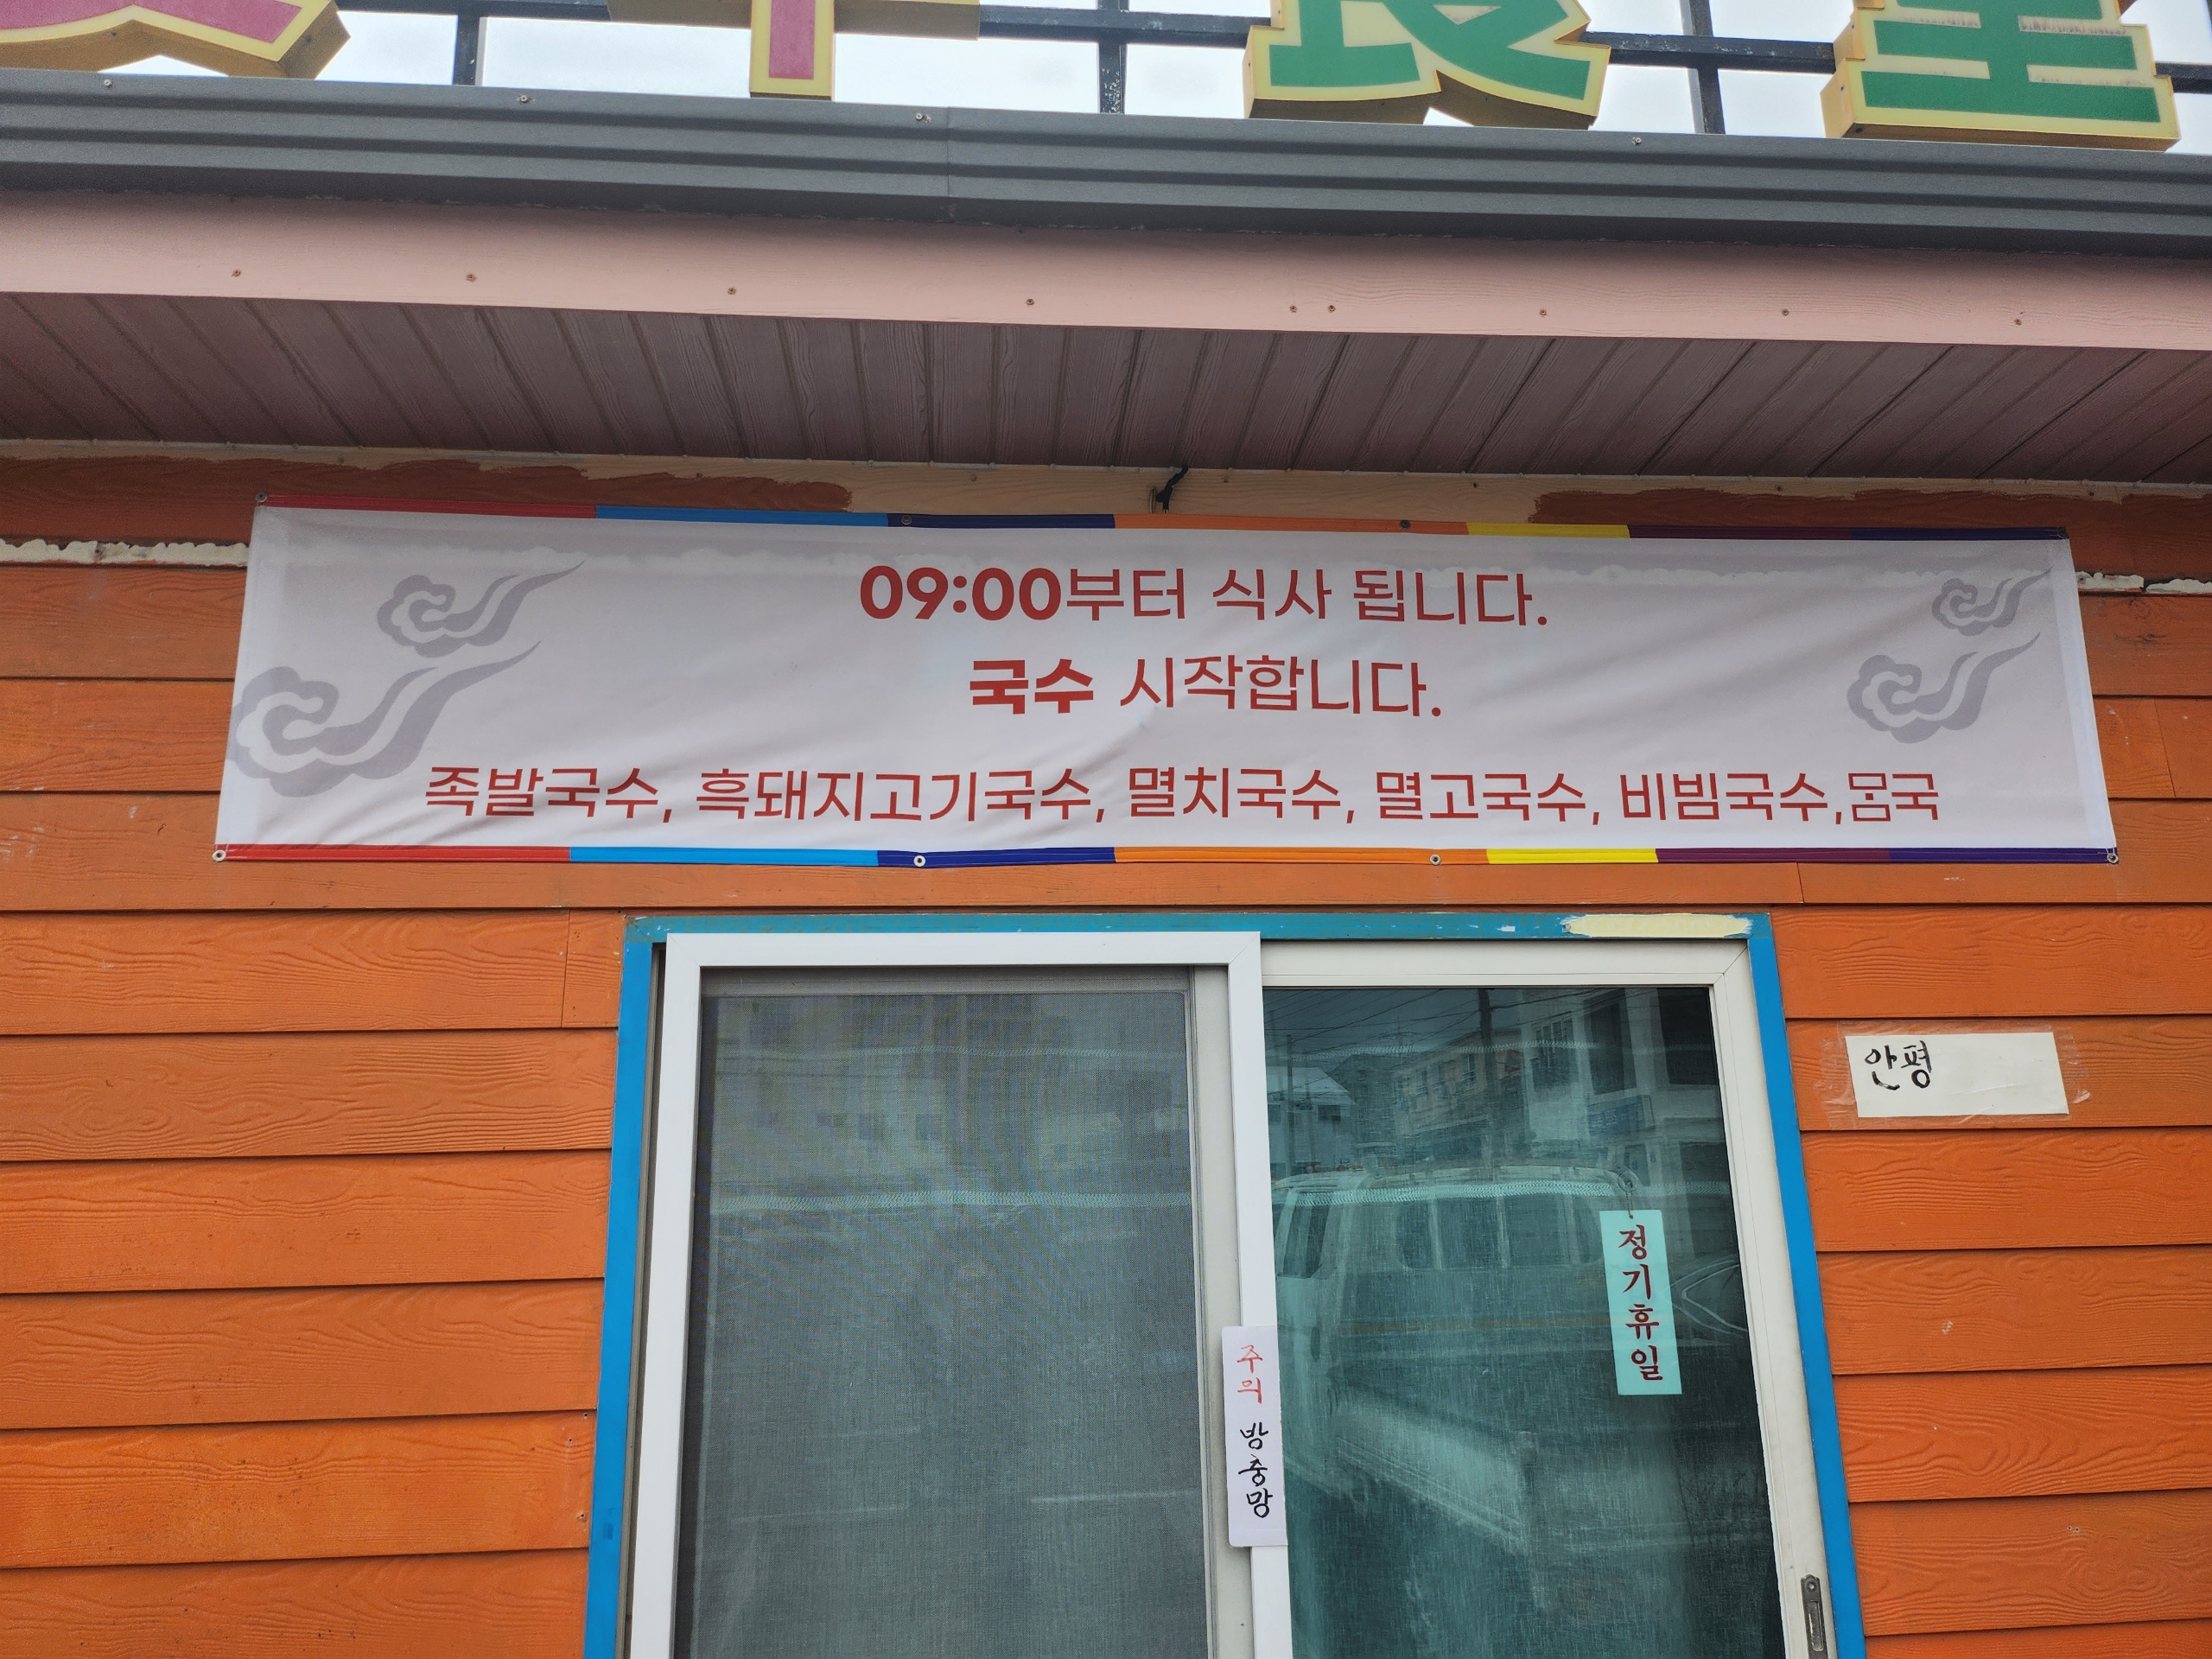 09:00부터 식사 됩니다.
국수 시작합니다.
족발국수, 흑돼지고기국수, 멸치국수, 멸고국수, 비빔국수,몸국
안평
정기휴일
주의 방충망